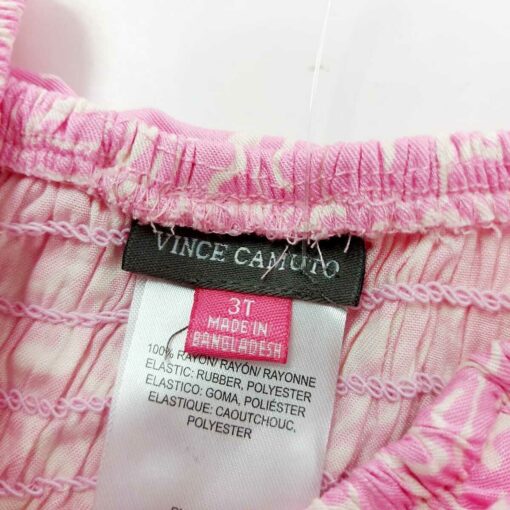 VINCE CAMUTO
3T
MADE IN
BANGLADESH
100% RAYON/ RAYÓN/ RAYONNE
ELASTIC: RUBBER, POLYESTER
ELASTICO: GOMA, POLIÉSTER
ELASTIQUE: CAOUTCHOUC,
POLYESTER